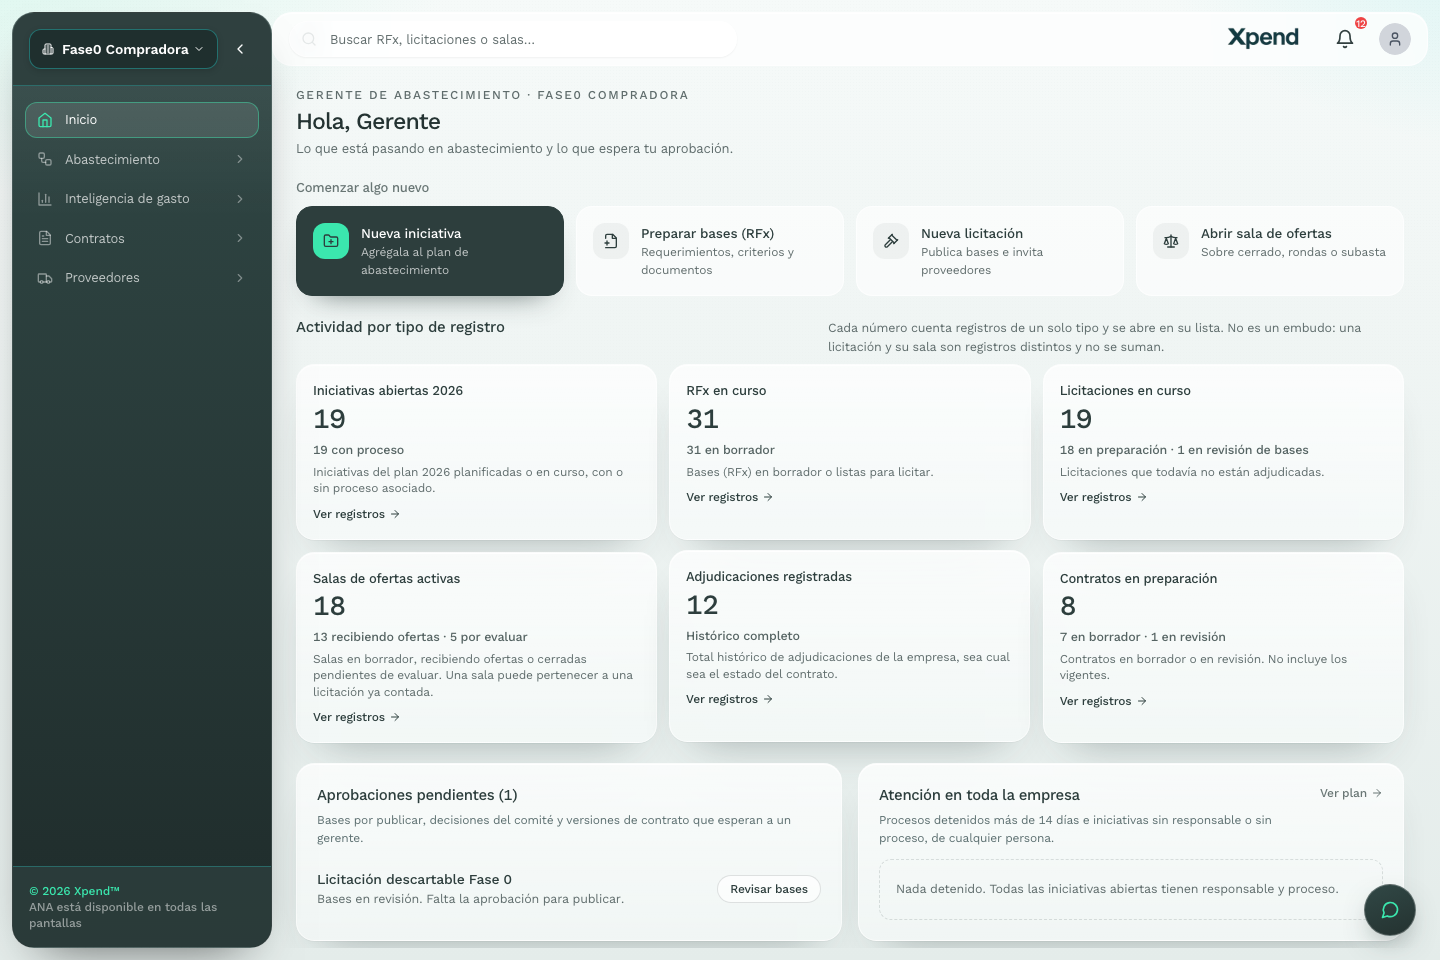 Fase0 Compradora
Buscar RFx, licitaciones o salas...
Xpend
12
Inicio
Abastecimiento
Inteligencia de gasto
Contratos
Proveedores
© 2026 Xpend™
ANA está disponible en todas las
pantallas
GERENTE DE ABASTECIMIENTO · FASE0 COMPRADORA
Hola, Gerente
Lo que está pasando en abastecimiento y lo que espera tu aprobación.
Comenzar algo nuevo
Nueva iniciativa
Agrégala al plan de
abastecimiento
Preparar bases (RFx)
Requerimientos, criterios y
documentos
Nueva licitación
Publica bases e invita
proveedores
Abrir sala de ofertas
Sobre cerrado, rondas o subasta
Actividad por tipo de registro
Cada número cuenta registros de un solo tipo y se abre en su lista. No es un embudo: una
licitación y su sala son registros distintos y no se suman.
Iniciativas abiertas 2026
19
19 con proceso
Iniciativas del plan 2026 planificadas o en curso, con o
sin proceso asociado.
Ver registros →
RFx en curso
31
31 en borrador
Bases (RFx) en borrador o listas para licitar.
Ver registros →
Licitaciones en curso
19
18 en preparación · 1 en revisión de bases
Licitaciones que todavía no están adjudicadas.
Ver registros →
Salas de ofertas activas
18
13 recibiendo ofertas · 5 por evaluar
Salas en borrador, recibiendo ofertas o cerradas
pendientes de evaluar. Una sala puede pertenecer a una
licitación ya contada.
Ver registros →
Adjudicaciones registradas
12
Histórico completo
Total histórico de adjudicaciones de la empresa, sea cual
sea el estado del contrato.
Ver registros →
Contratos en preparación
8
7 en borrador · 1 en revisión
Contratos en borrador o en revisión. No incluye los
vigentes.
Ver registros →
Aprobaciones pendientes (1)
Bases por publicar, decisiones del comité y versiones de contrato que esperan a un
gerente.
Licitación descartable Fase 0
Bases en revisión. Falta la aprobación para publicar.
Revisar bases
Atención en toda la empresa
Ver plan →
Procesos detenidos más de 14 días e iniciativas sin responsable o sin
proceso, de cualquier persona.
Nada detenido. Todas las iniciativas abiertas tienen responsable y proceso.